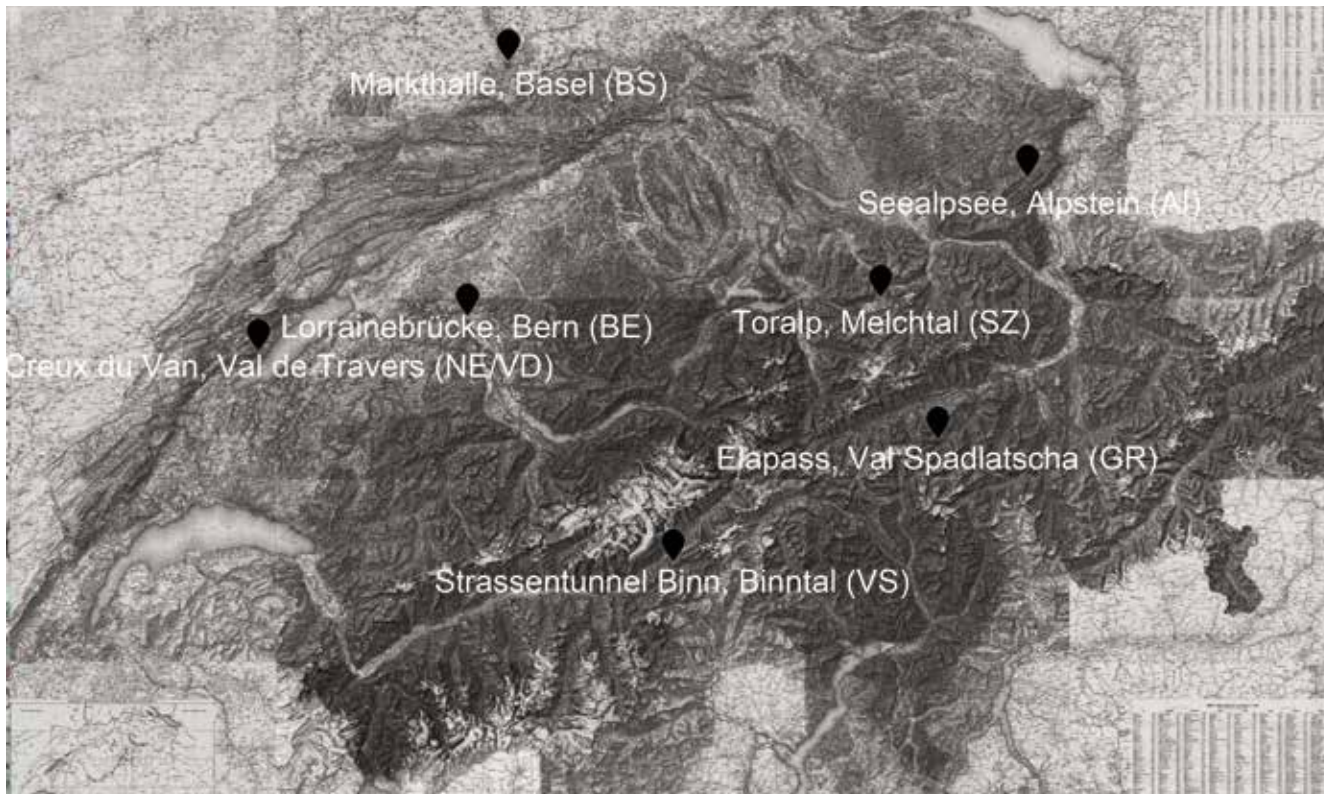 Markthalle, Basel (BS)
Seealpsee, Alpstein (AI)
Lorrainebrücke, Bern (BE)
Toralp, Melchtal (SZ)
Creux du Van, Val de Travers (NE/VD)
Elapass, Val Spadlatscha (GR)
Strassentunnel Binn, Binntal (VS)